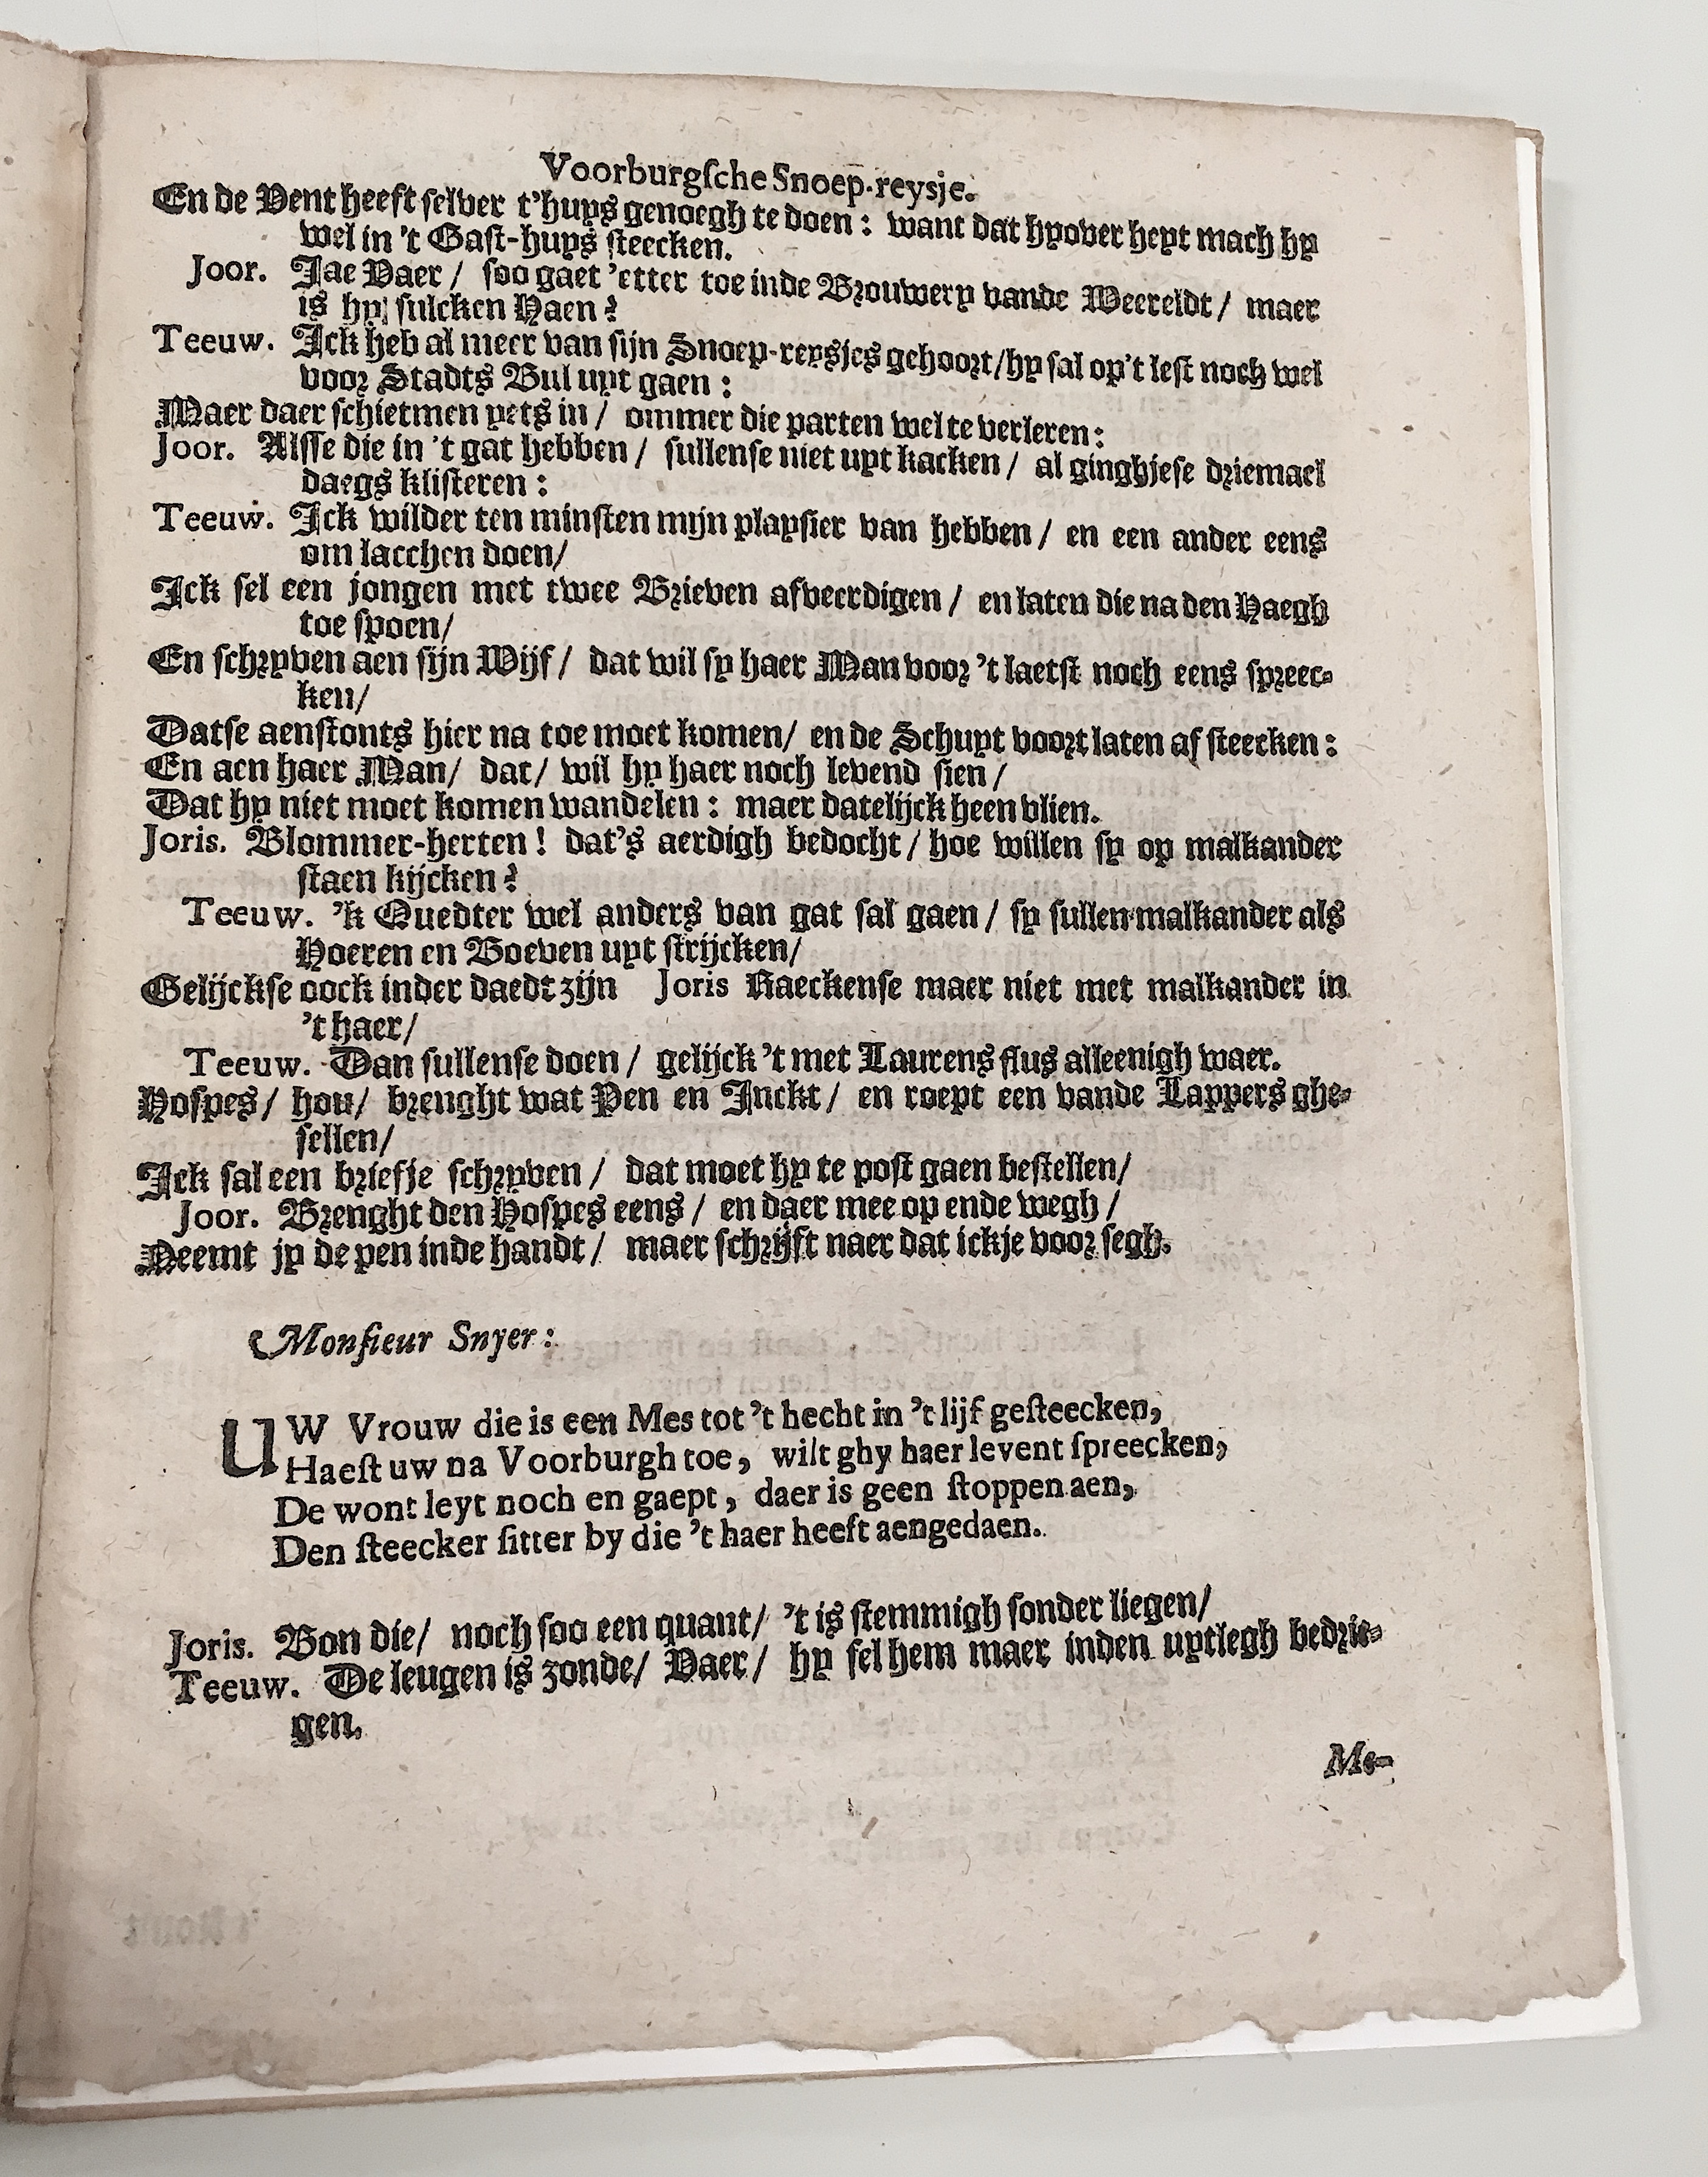 Voorburgsche Snoep-reysje.
En de Vent heeft selver t'huys genoegh te doen : want dat hyover heyt mach hy
wel in 't Gast-huys steecken.
Joor. Jae Vaer / soo gaet 'etter toe inde Brouwery vande Weereldt / maer
is hy sulcken Haen?
Teeuw. Ick heb al meer van sijn Snoep-reysjes gehoort/hy sal op't lest noch wel
voor Stadts Bul uyt gaen :
Maer daer schietmen yets in / ommer die parten wel te verleren :
Joor. Alsse die in 't gat hebben / sullense niet uyt kacken / al ginghjese driemael
daegs klisteren :
Teeuw. Ick wilder ten minsten mijn playsier van hebben / en een ander eens
om lacchen doen/
Ick sel een jongen met twee Brieven afveerdigen / en laten die na den Haegh
toe spoen/
En schryven aen sijn Wijf / dat wil sy haer Man voor 't laetst noch eens spreec-
ken/
Datse aenstonts hier na toe moet komen/ en de Schuyt voort laten af steecken :
En aen haer Man/ dat/ wil hy haer noch levend sien /
Dat hy niet moet komen wandelen : maer datelijck heen vlien.
Joris. Blommer-herten ! dat's aerdigh bedocht / hoe willen sy op malkander
staen kijcken?
Teeuw. 'k Quedter wel anders van gat sal gaen / sy sullen malkander als
Hoeren en Boeven uyt strijcken/
Gelijckse oock inder daedt zijn Joris Raeckense maer niet met malkander in
't haer/
Teeuw. Dan sullense doen / gelijck 't met Laurens flus alleenigh waer.
Hospes / hou/ brenght wat Pen en Inckt / en roept een vande Lappers ghe-
sellen/
Ick sal een briefje schryven / dat moet hy te post gaen bestellen/
Joor. Brenght den Hospes eens / en daer mee op ende wegh /
Neemt jy de pen inde handt / maer schrijft naer dat ickje voor segh.
Monsieur Snyer :
UW Vrouw die is een Mes tot 't hecht in 't lijf gesteecken,
Haest uw na Voorburgh toe, wilt ghy haer levent spreecken,
De wont leyt noch en gaept, daer is geen stoppen aen,
Den steecker sitter by die 't haer heeft aengedaen.
Joris. Bon die/ noch soo een quant/ 't is stemmigh sonder liegen/
Teeuw. De leugen is zonde/ Vaer/ hy sel hem maer inden uytlegh bedrie-
gen.
Me-